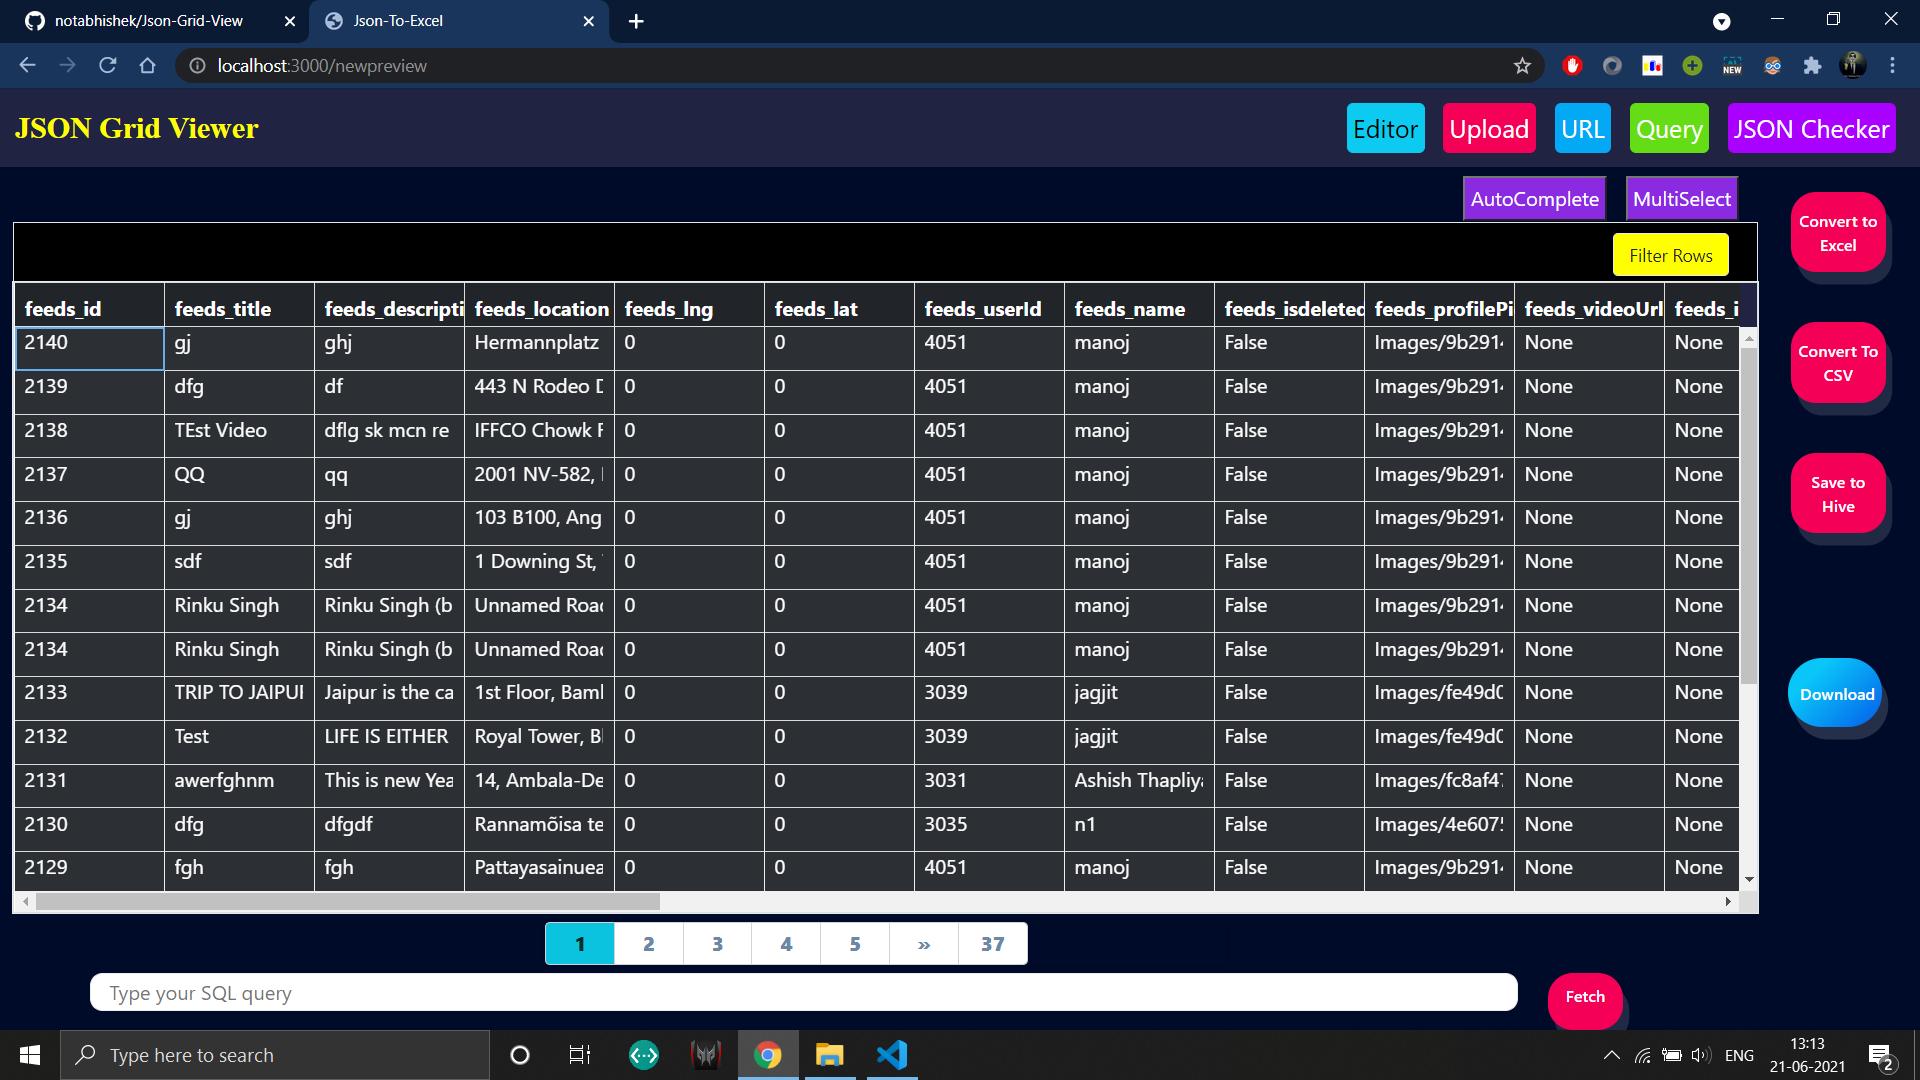 notabhishek/Json-Grid-View
Json-To-Excel
localhost:3000/newpreview
NEW
JSON Grid Viewer
Editor
Upload
URL
Query
JSON Checker
AutoComplete
MultiSelect
Convert to
Excel
Filter Rows
feeds_id feeds_title feeds_descripti feeds_location feeds_lng feeds_lat feeds_userId feeds_name feeds_isdeleted feeds_profilePi feeds_videoUrl feeds_i
2140 gj ghj Hermannplatz 0 0 4051 manoj False Images/9b291 None None
2139 dfg df 443 N Rodeo D 0 0 4051 manoj False Images/9b291 None None
2138 TEst Video dflg sk mcn re IFFCO Chowk F 0 0 4051 manoj False Images/9b291 None None
2137 QQ qq 2001 NV-582, 0 0 4051 manoj False Images/9b291 None None
2136 gj ghj 103 B100, Ang 0 0 4051 manoj False Images/9b291 None None
2135 sdf sdf 1 Downing St, 0 0 4051 manoj False Images/9b291 None None
2134 Rinku Singh Rinku Singh (b Unnamed Road 0 0 4051 manoj False Images/9b291 None None
2134 Rinku Singh Rinku Singh (b Unnamed Road 0 0 4051 manoj False Images/9b291 None None
2133 TRIP TO JAIPUR Jaipur is the ca 1st Floor, Baml 0 0 3039 jagjit False Images/fe49d0 None None
2132 Test LIFE IS EITHER Royal Tower, Bl 0 0 3039 jagjit False Images/fe49d0 None None
2131 awerfghnm This is new Yea 14, Ambala-De 0 0 3031 Ashish Thapliya False Images/fc8af47 None None
2130 dfg dfgdf Rannamõisa te 0 0 3035 n1 False Images/4e607 None None
2129 fgh fgh Pattayasainuea 0 0 4051 manoj False Images/9b291 None None
Convert To
CSV
Save to
Hive
Download
1 2 3 4 5 » 37
Type your SQL query
Fetch
Type here to search
ENG
13:13
21-06-2021
2